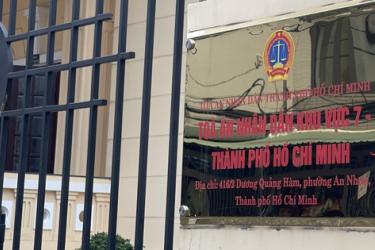 TÒA ÁN NHÂN DÂN THÀNH PHỐ HỒ CHÍ MINH
TÒA ÁN NHÂN DÂN KHU VỰC 7 -
THÀNH PHỐ HỒ CHÍ MINH
Địa chỉ: 416/2 Dương Quảng Hàm, phường An Nhơn,
Thành phố Hồ Chí Minh